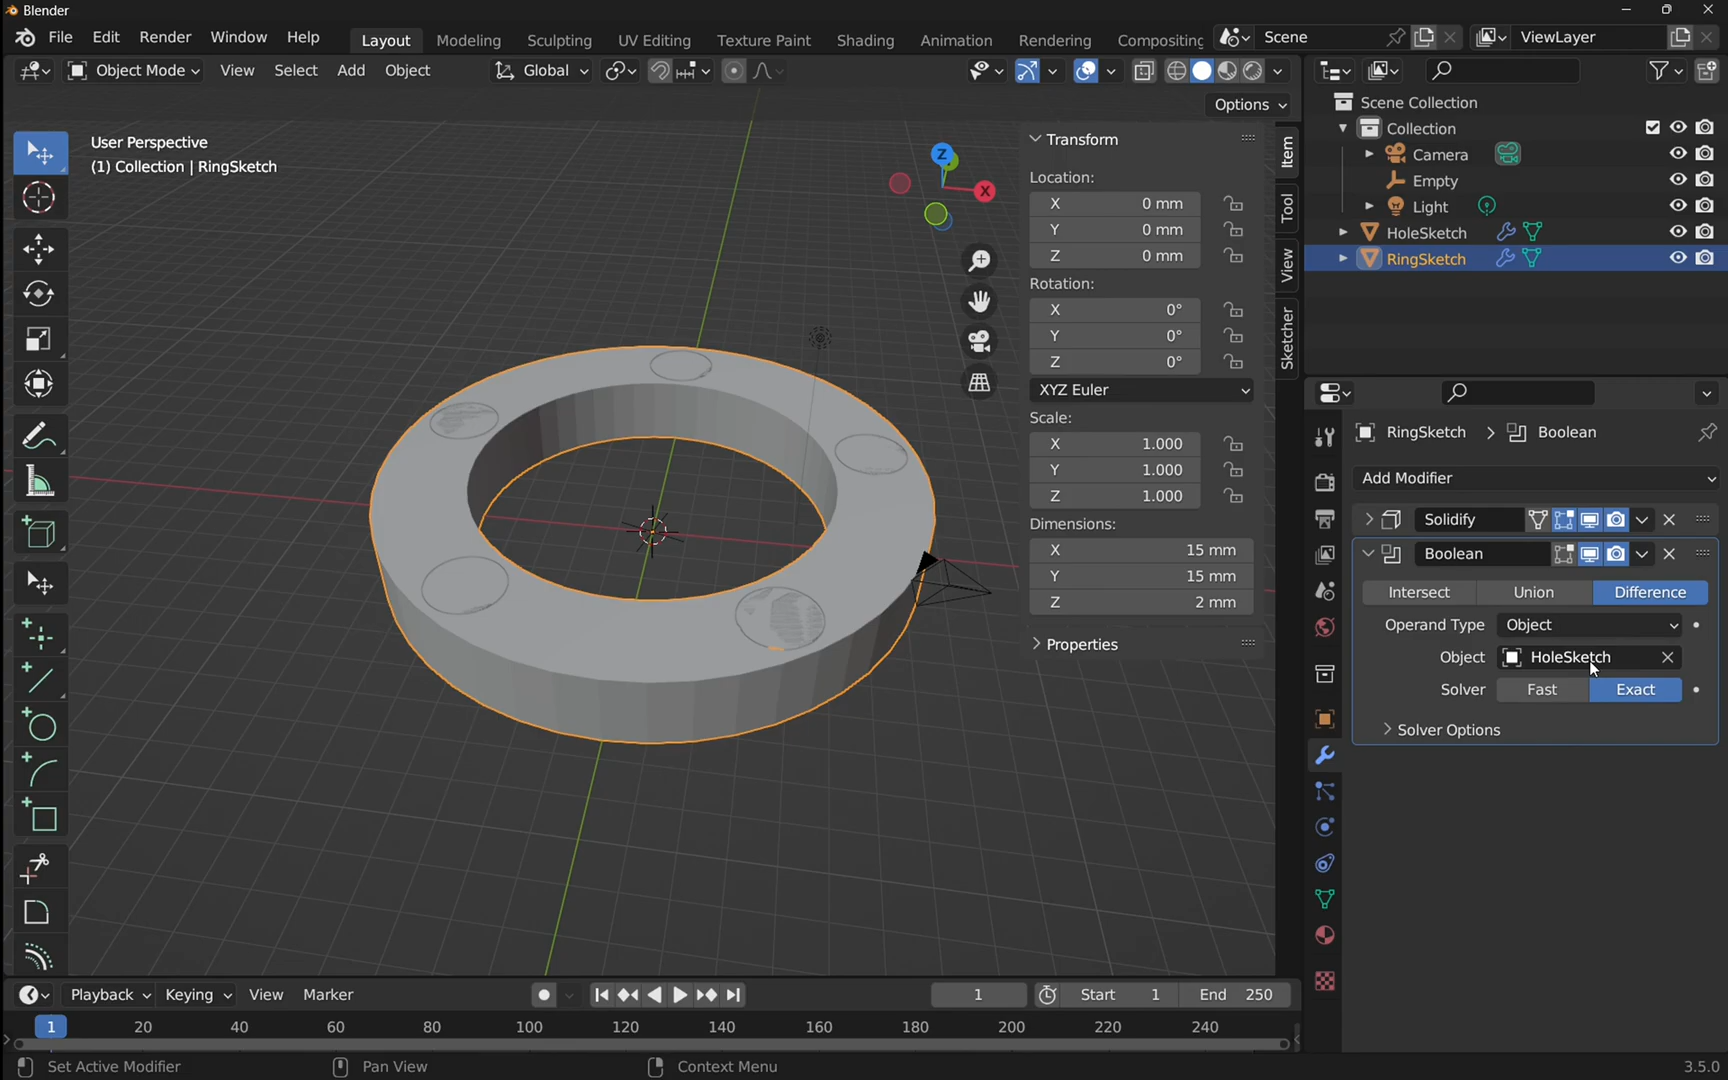 Blender
File Edit Render Window Help Layout Modeling Sculpting UV Editing Texture Paint Shading Animation Rendering Compositing Scene ViewLayer
Object Mode View Select Add Object Global
Options
User Perspective
(1) Collection | RingSketch
Z
X
Transform
Location:
X 0 mm
Y 0 mm
Z 0 mm
Rotation:
X 0°
Y 0°
Z 0°
XYZ Euler
Scale:
X 1.000
Y 1.000
Z 1.000
Dimensions:
X 15 mm
Y 15 mm
Z 2 mm
Properties
Item
Tool
View
Sketcher
Scene Collection
Collection
Camera
Empty
Light
HoleSketch
RingSketch
RingSketch > Boolean
Add Modifier
Solidify
Boolean
Intersect Union Difference
Operand Type Object
Object HoleSketch
Solver Fast Exact
Solver Options
Playback Keying View Marker 1 Start 1 End 250
1 20 40 60 80 100 120 140 160 180 200 220 240
Set Active Modifier Pan View Context Menu 3.5.0